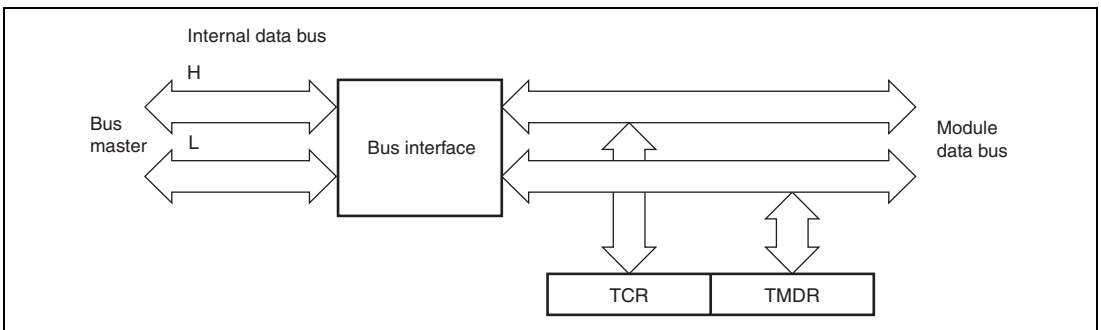 Internal data bus
H
Bus
master
L
Bus interface
Module
data bus
TCR
TMDR